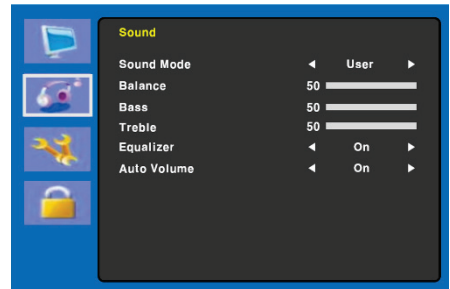 Sound
Sound Mode ◀ User ▶
Balance 50
Bass 50
Treble 50
Equalizer ◀ On ▶
Auto Volume ◀ On ▶